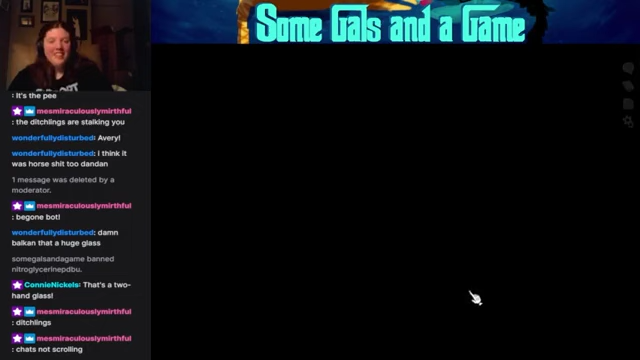 Some Gals and a Game
: It's the pee
mesmiraculouslymirthful
: the ditchlings are stalking you
wonderfullydisturbed: Avery!
wonderfullydisturbed: I think it
was horse shit too dandan
1 message was deleted by a
moderator.
mesmiraculouslymirthful
: begone bot!
wonderfullydisturbed: damn
balkan that a huge glass
somegalsandagame banned
nitroglycerinepdbu.
ConnieNickels: That's a two-
hand glass!
mesmiraculouslymirthful
: ditchlings
mesmiraculouslymirthful
: chats not scrolling